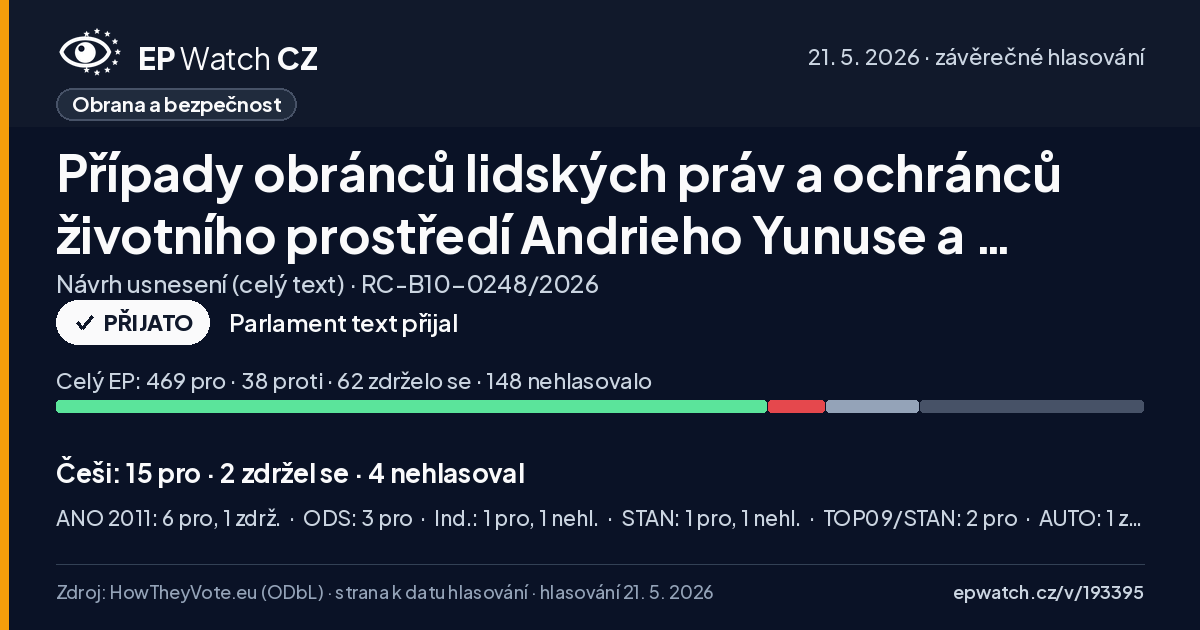 EP Watch CZ
21. 5. 2026 · závěrečné hlasování
Obrana a bezpečnost
Případy obránců lidských práv a ochránců
životního prostředí Andrieho Yunuse a ...
Návrh usnesení (celý text) · RC-B10-0248/2026
✓ PŘIJATO Parlament text přijal
Celý EP: 469 pro · 38 proti · 62 zdrželo se · 148 nehlasovalo
Češi: 15 pro · 2 zdržel se · 4 nehlasoval
ANO 2011: 6 pro, 1 zdrž. · ODS: 3 pro · Ind.: 1 pro, 1 nehl. · STAN: 1 pro, 1 nehl. · TOP09/STAN: 2 pro · AUTO: 1 z...
Zdroj: HowTheyVote.eu (ODbL) · strana k datu hlasování · hlasování 21. 5. 2026
epwatch.cz/v/193395